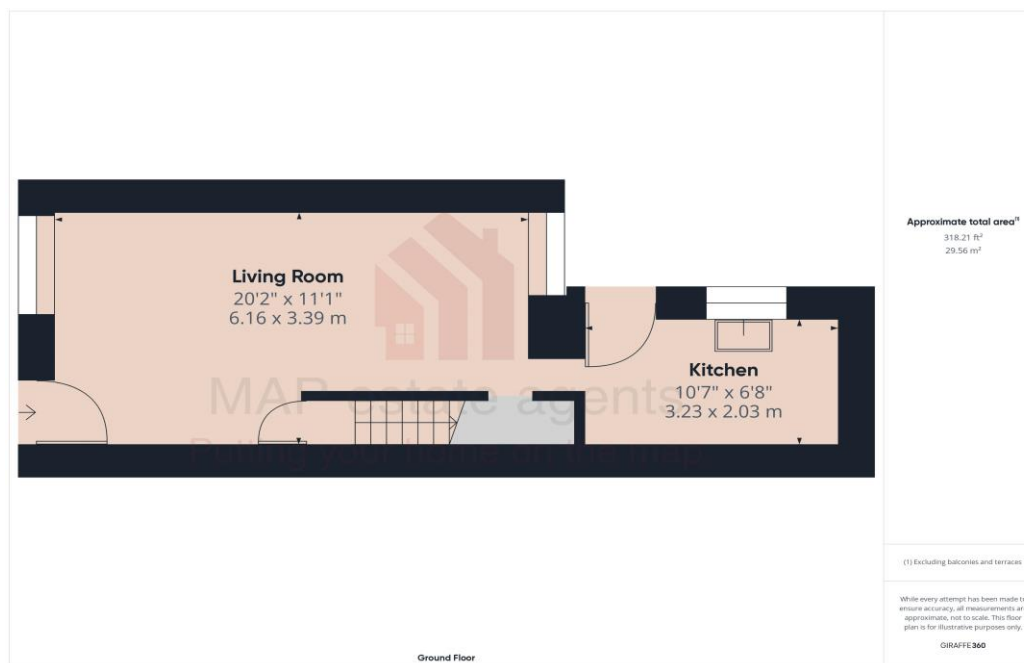 Living Room
20'2" x 11'1"
6.16 x 3.39 m
Kitchen
10'7" x 6'8"
3.23 x 2.03 m
MAP estate agents
Putting your home on the map
Ground Floor
Approximate total area(1)
318.21 ft²
29.56 m²
(1) Excluding balconies and terraces
While every attempt has been made to
ensure accuracy, all measurements are
approximate, not to scale. This floor
plan is for illustrative purposes only.
GIRAFFE360